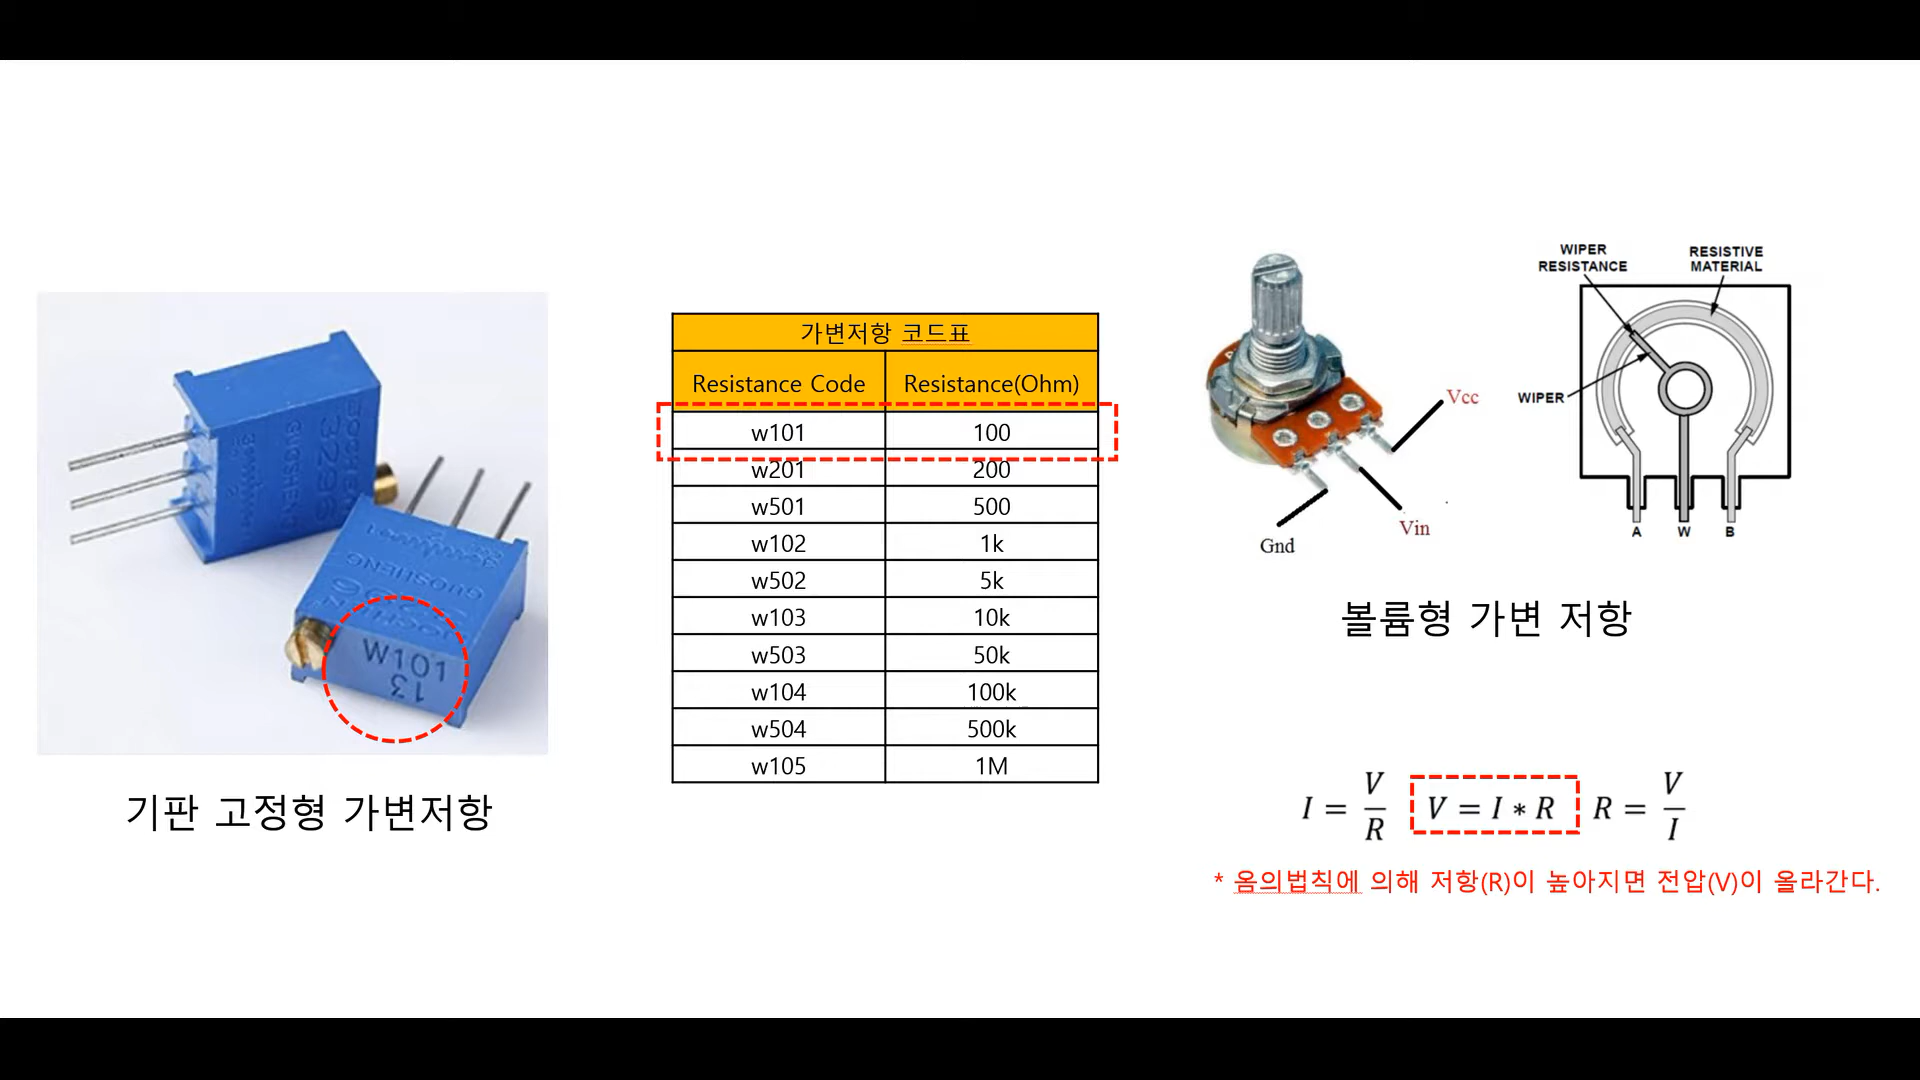 W101
13
3296
GUOSHENG
GUOSHENG
기판 고정형 가변저항
가변저항 코드표
Resistance Code Resistance(Ohm)
w101 100
w201 200
w501 500
w102 1k
w502 5k
w103 10k
w503 50k
w104 100k
w504 500k
w105 1M
Vcc
Vin
Gnd
WIPER
RESISTANCE
RESISTIVE
MATERIAL
WIPER
A W B
볼륨형 가변 저항
I = V/R V = I * R R = V/I
* 옴의법칙에 의해 저항(R)이 높아지면 전압(V)이 올라간다.